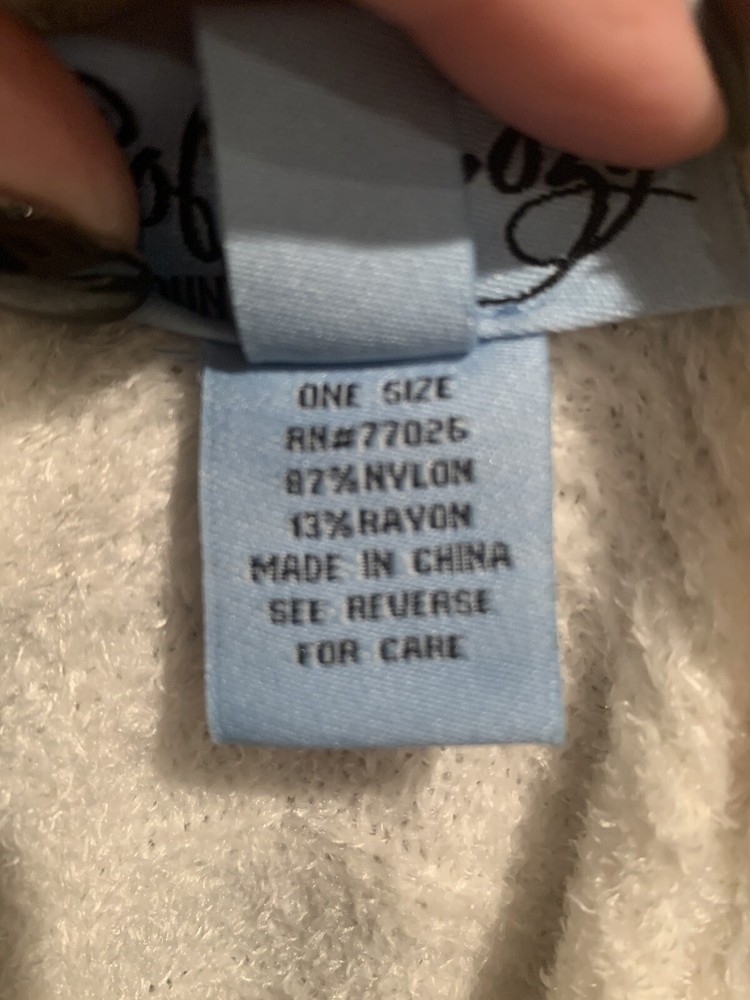 ONE SIZE
RN#77026
87%NYLON
13%RAYON
MADE IN CHINA
SEE REVERSE
FOR CARE